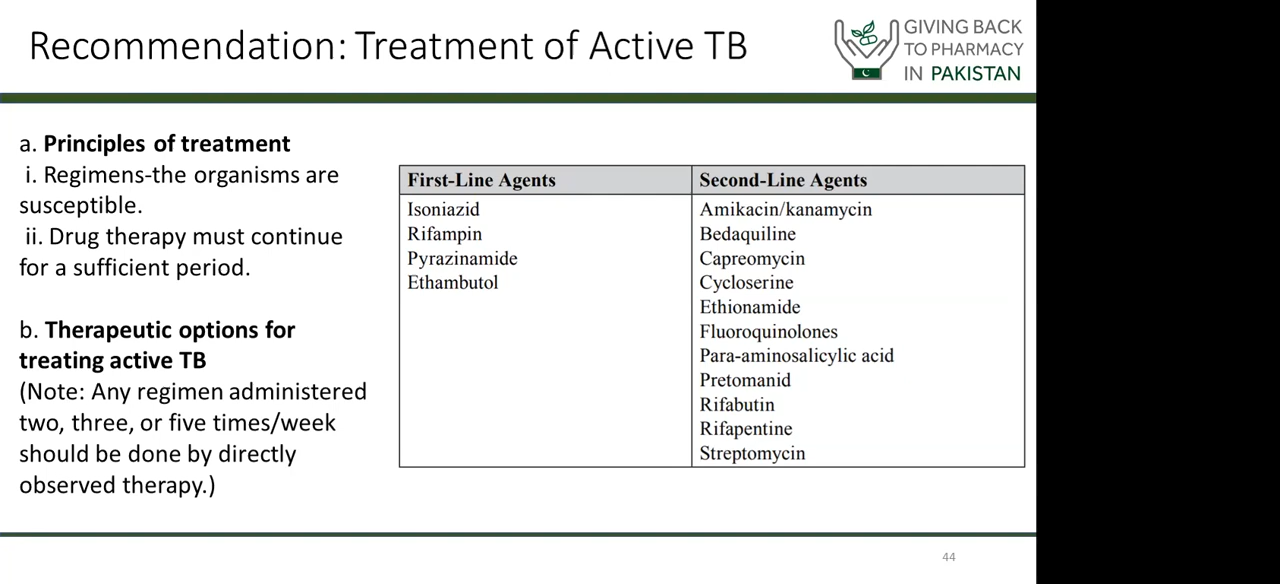 Recommendation: Treatment of Active TB
GIVING BACK
TO PHARMACY
IN PAKISTAN
a. Principles of treatment
i. Regimens-the organisms are
susceptible.
ii. Drug therapy must continue
for a sufficient period.
b. Therapeutic options for
treating active TB
(Note: Any regimen administered
two, three, or five times/week
should be done by directly
observed therapy.)
First-Line Agents
Isoniazid
Rifampin
Pyrazinamide
Ethambutol
Second-Line Agents
Amikacin/kanamycin
Bedaquiline
Capreomycin
Cycloserine
Ethionamide
Fluoroquinolones
Para-aminosalicylic acid
Pretomanid
Rifabutin
Rifapentine
Streptomycin
44